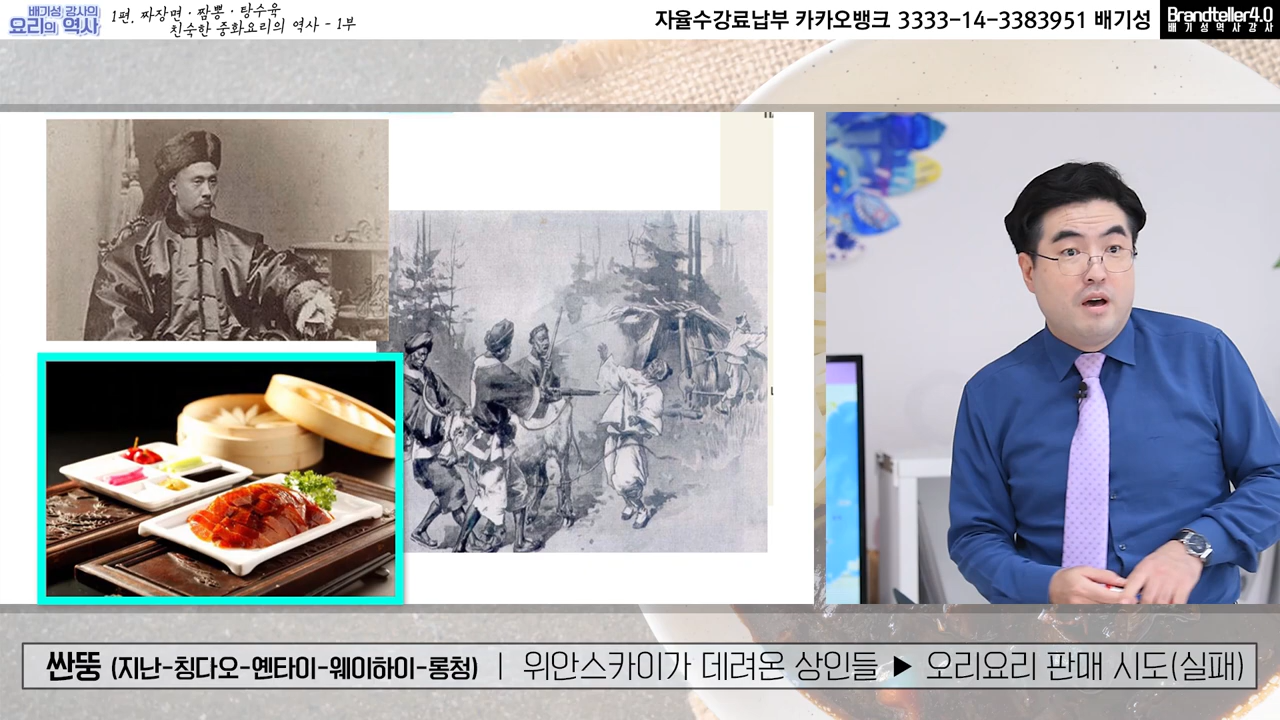 배기성 강사의
요리의 역사
1편. 짜장면·짬뽕·탕수육
친숙한 중화요리의 역사 - 1부
자율수강료납부 카카오뱅크 3333-14-3383951 배기성
Brandteller4.0
배기성역사강사
싼뚱 (지난-칭다오-옌타이-웨이하이-롱청) | 위안스카이가 데려온 상인들 ▶ 오리요리 판매 시도(실패)